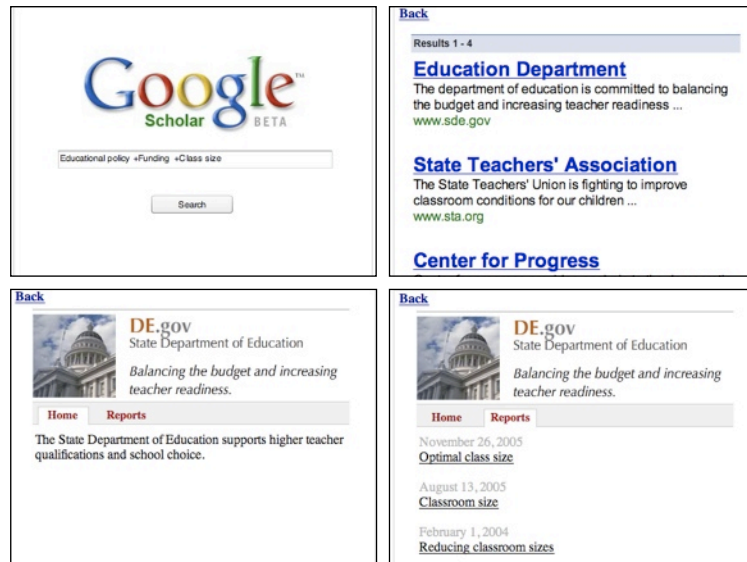 Google™
Scholar BETA
Educational policy +Funding +Class size
Search
Back
Results 1 - 4
Education Department
The department of education is committed to balancing
the budget and increasing teacher readiness ...
www.sde.gov
State Teachers' Association
The State Teachers' Union is fighting to improve
classroom conditions for our children ...
www.sta.org
Center for Progress
Back
DE.gov
State Department of Education
Balancing the budget and increasing
teacher readiness.
Home Reports
The State Department of Education supports higher teacher
qualifications and school choice.
Back
DE.gov
State Department of Education
Balancing the budget and increasing
teacher readiness.
Home Reports
November 26, 2005
Optimal class size
August 13, 2005
Classroom size
February 1, 2004
Reducing classroom sizes